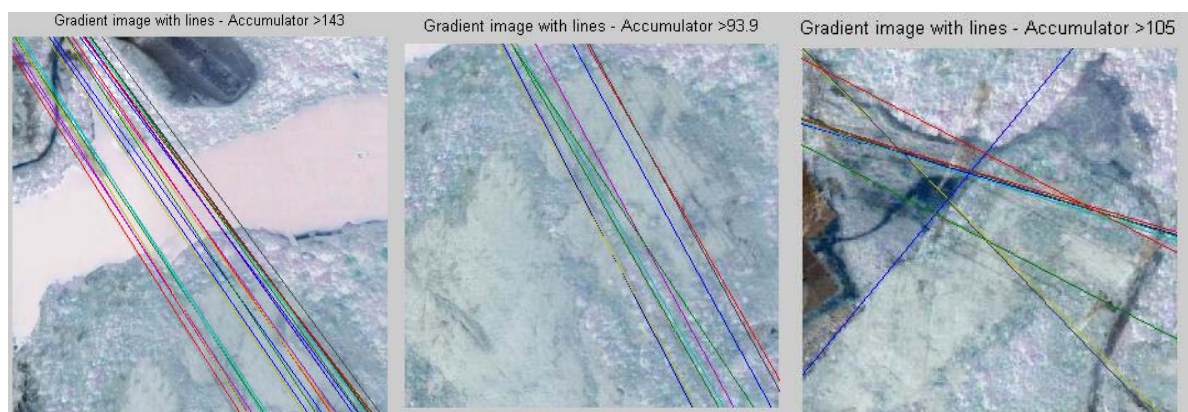 Gradient image with lines - Accumulator >143
Gradient image with lines - Accumulator >93.9
Gradient image with lines - Accumulator >105